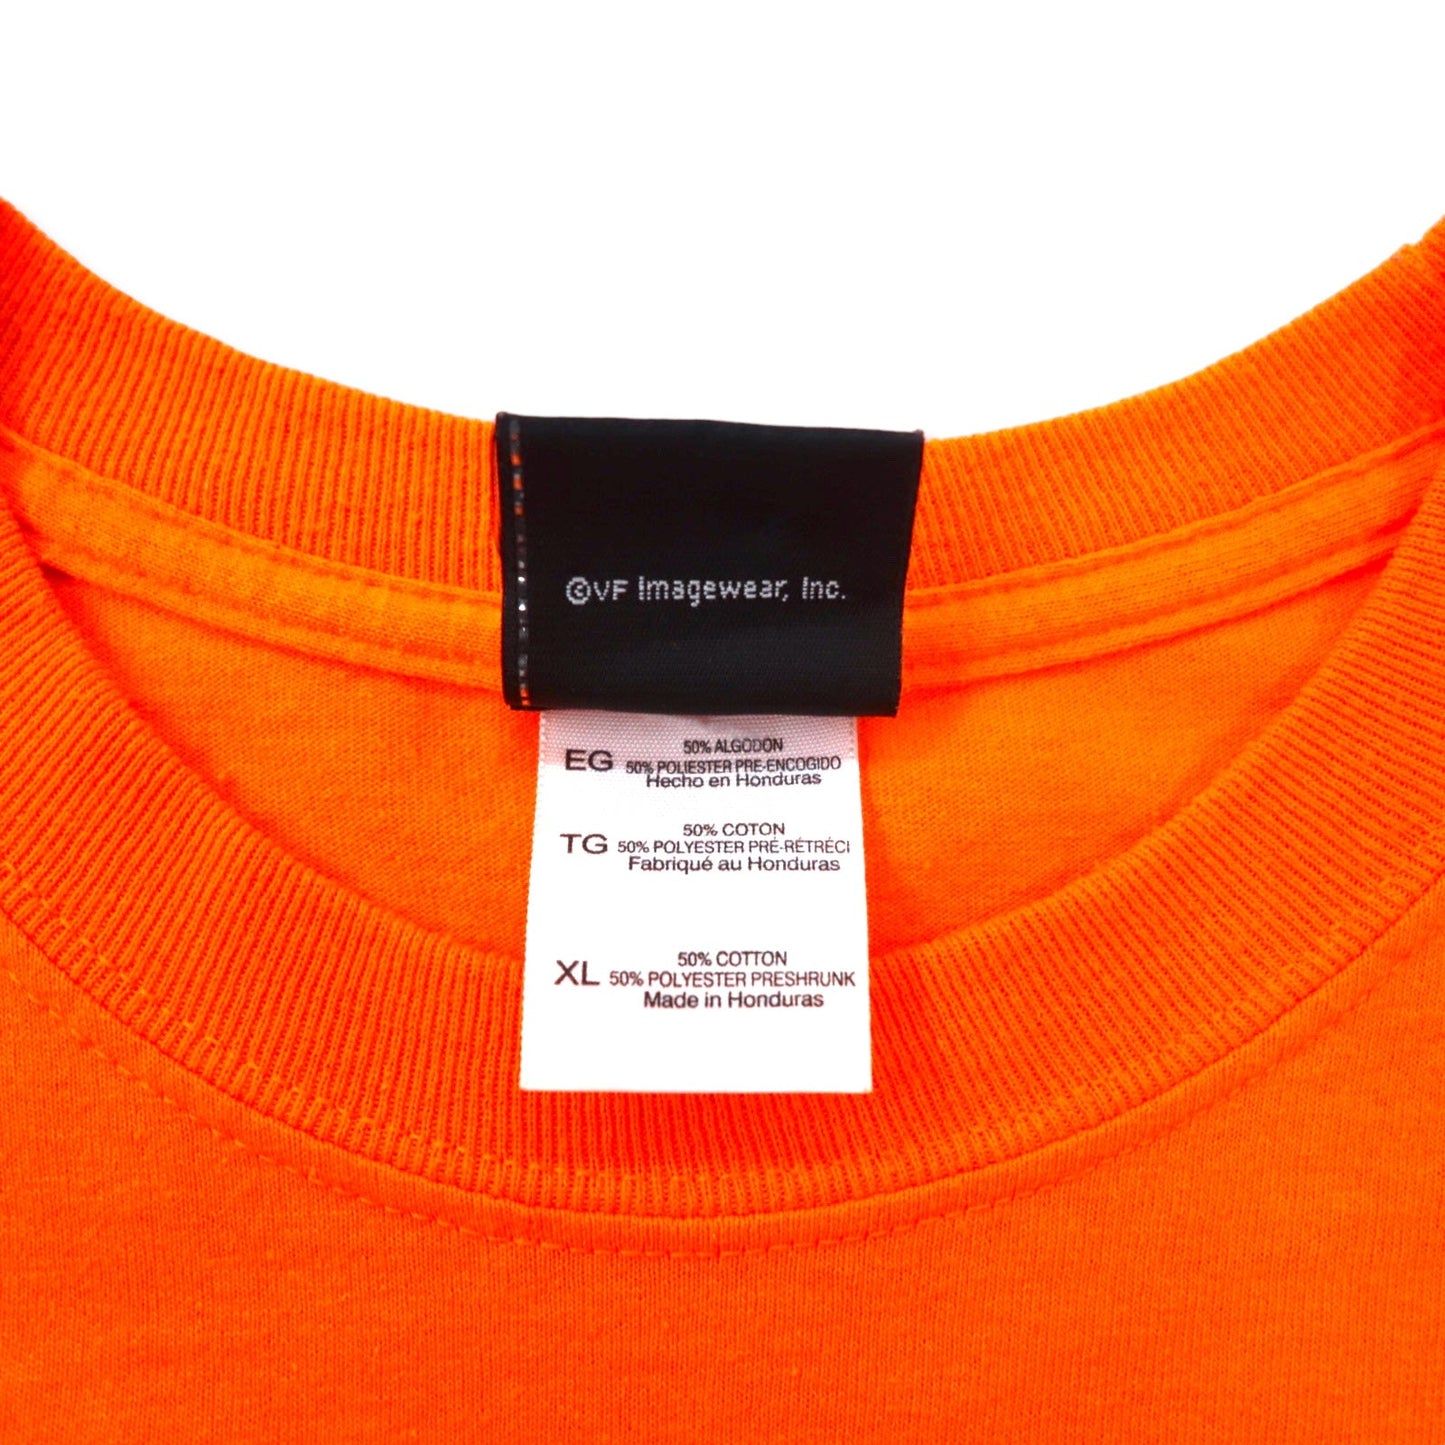 ©VF Imagewear, Inc.
50% ALGODON
EG 50% POLIESTER PRE-ENCOGIDO
Hecho en Honduras
50% COTON
TG 50% POLYESTER PRÉ-RÉTRÉCI
Fabriqué au Honduras
50% COTTON
XL 50% POLYESTER PRESHRUNK
Made in Honduras